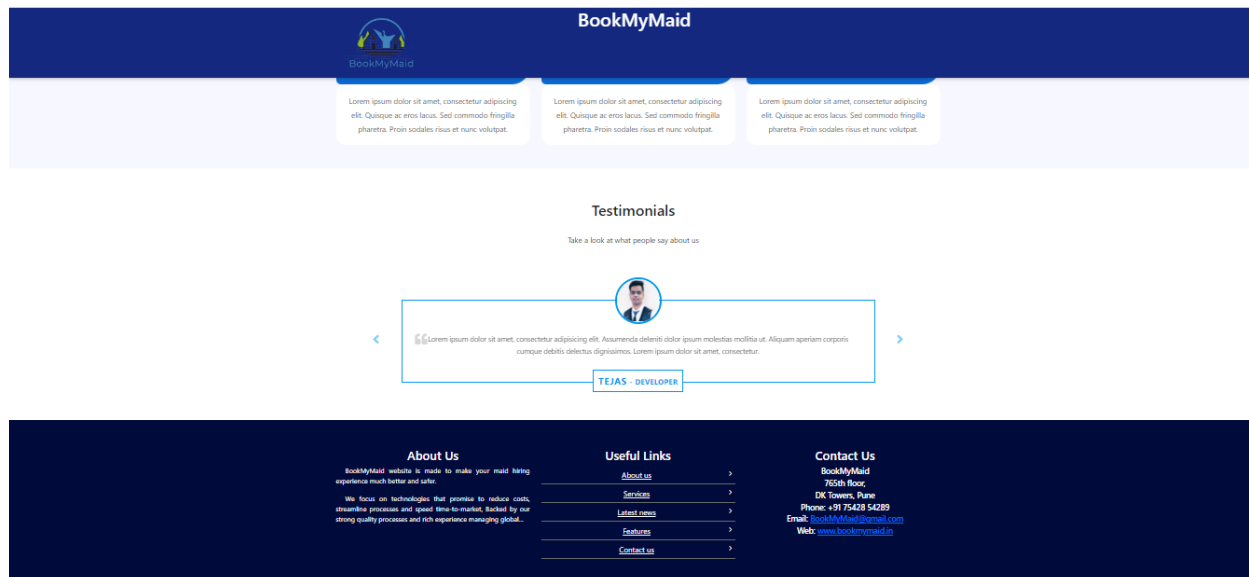 BookMyMaid
BookMyMaid
Lorem ipsum dolor sit amet, consectetur adipiscing
elit. Quisque ac eros lacus. Sed commodo fringilla
pharetra. Proin sodales risus et nunc volutpat.
Lorem ipsum dolor sit amet, consectetur adipiscing
elit. Quisque ac eros lacus. Sed commodo fringilla
pharetra. Proin sodales risus et nunc volutpat.
Lorem ipsum dolor sit amet, consectetur adipiscing
elit. Quisque ac eros lacus. Sed commodo fringilla
pharetra. Proin sodales risus et nunc volutpat.
Testimonials
Take a look at what people say about us
Lorem ipsum dolor sit amet, consectetur adipisicing elit. Assumenda deleniti dolor ipsum molestias mollitia ut. Aliquam aperiam corporis
cumque debitis delectus dignissimos. Lorem ipsum dolor sit amet, consectetur.
TEJAS - DEVELOPER
About Us
BookMyMaid website is made to make your maid hiring
experience much better and safer.
We focus on technologies that promise to reduce costs,
streamline processes and speed time-to-market, Backed by our
strong quality processes and rich experience managing global...
Useful Links
About us
Services
Latest news
Features
Contact us
Contact Us
BookMyMaid
765th floor,
DK Towers, Pune
Phone: +91 75428 54289
Email: BookMyMaid@gmail.com
Web: www.bookmymaid.in